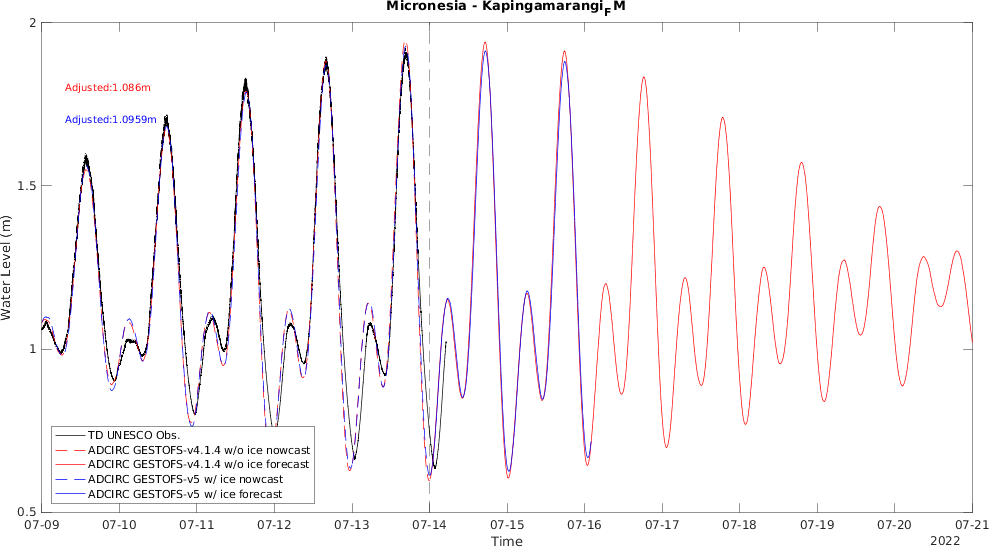 Micronesia - KapingamarangiFM
2
Adjusted:1.086m
Adjusted:1.0959m
1.5
Water Level (m)
1
TD UNESCO Obs.
ADCIRC GESTOFS-v4.1.4 w/o ice nowcast
ADCIRC GESTOFS-v4.1.4 w/o ice forecast
ADCIRC GESTOFS-v5 w/ ice nowcast
ADCIRC GESTOFS-v5 w/ ice forecast
0.5
07-09 07-10 07-11 07-12 07-13 07-14 07-15 07-16 07-17 07-18 07-19 07-20 07-21
Time
2022